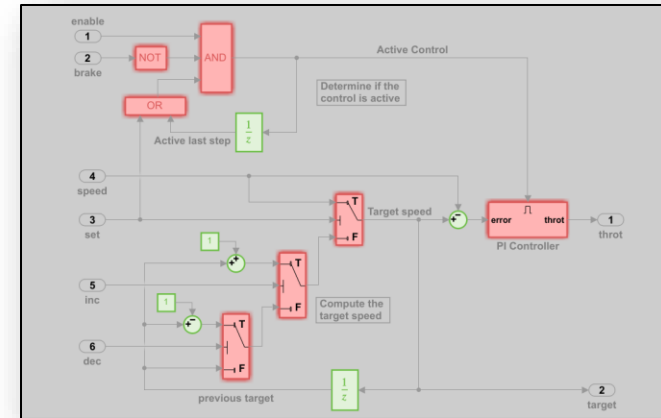 enable
1
2
brake
NOT
AND
OR
Active Control
Determine if the
control is active
Active last step
1
z
4
speed
3
set
T
F
Target speed
+-
error
throt
PI Controller
1
throt
1
++
T
F
5
inc
Compute the
target speed
1
+-
T
F
6
dec
previous target
1
z
2
target